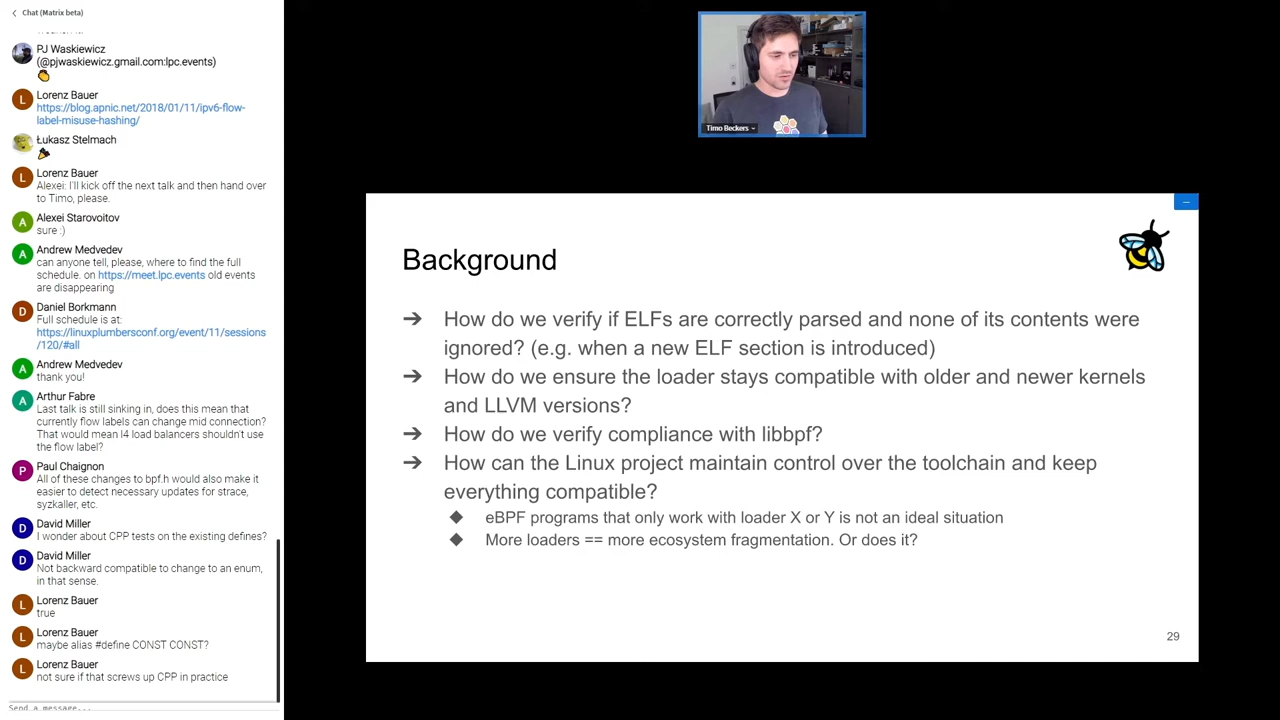 Chat (Matrix beta)
PJ Waskiewicz
(@pjwaskiewicz.gmail.com:lpc.events)
Lorenz Bauer
https://blog.apnic.net/2018/01/11/ipv6-flow-
label-misuse-hashing/
Łukasz Stelmach
Lorenz Bauer
Alexei: I'll kick off the next talk and then hand over
to Timo, please.
Alexei Starovoitov
sure :)
Andrew Medvedev
can anyone tell, please, where to find the full
schedule. on https://meet.lpc.events old events
are disappearing
Daniel Borkmann
Full schedule is at:
https://linuxplumbersconf.org/event/11/sessions
/120/#all
Andrew Medvedev
thank you!
Arthur Fabre
Last talk is still sinking in, does this mean that
currently flow labels can change mid connection?
That would mean l4 load balancers shouldn't use
the flow label?
Paul Chaignon
All of these changes to bpf.h would also make it
easier to detect necessary updates for strace,
syzkaller, etc.
David Miller
I wonder about CPP tests on the existing defines?
David Miller
Not backward compatible to change to an enum,
in that sense.
Lorenz Bauer
true
Lorenz Bauer
maybe alias #define CONST CONST?
Lorenz Bauer
not sure if that screws up CPP in practice
Send a message...
Timo Beckers
Background
➔ How do we verify if ELFs are correctly parsed and none of its contents were
ignored? (e.g. when a new ELF section is introduced)
➔ How do we ensure the loader stays compatible with older and newer kernels
and LLVM versions?
➔ How do we verify compliance with libbpf?
➔ How can the Linux project maintain control over the toolchain and keep
everything compatible?
◆ eBPF programs that only work with loader X or Y is not an ideal situation
◆ More loaders == more ecosystem fragmentation. Or does it?
29